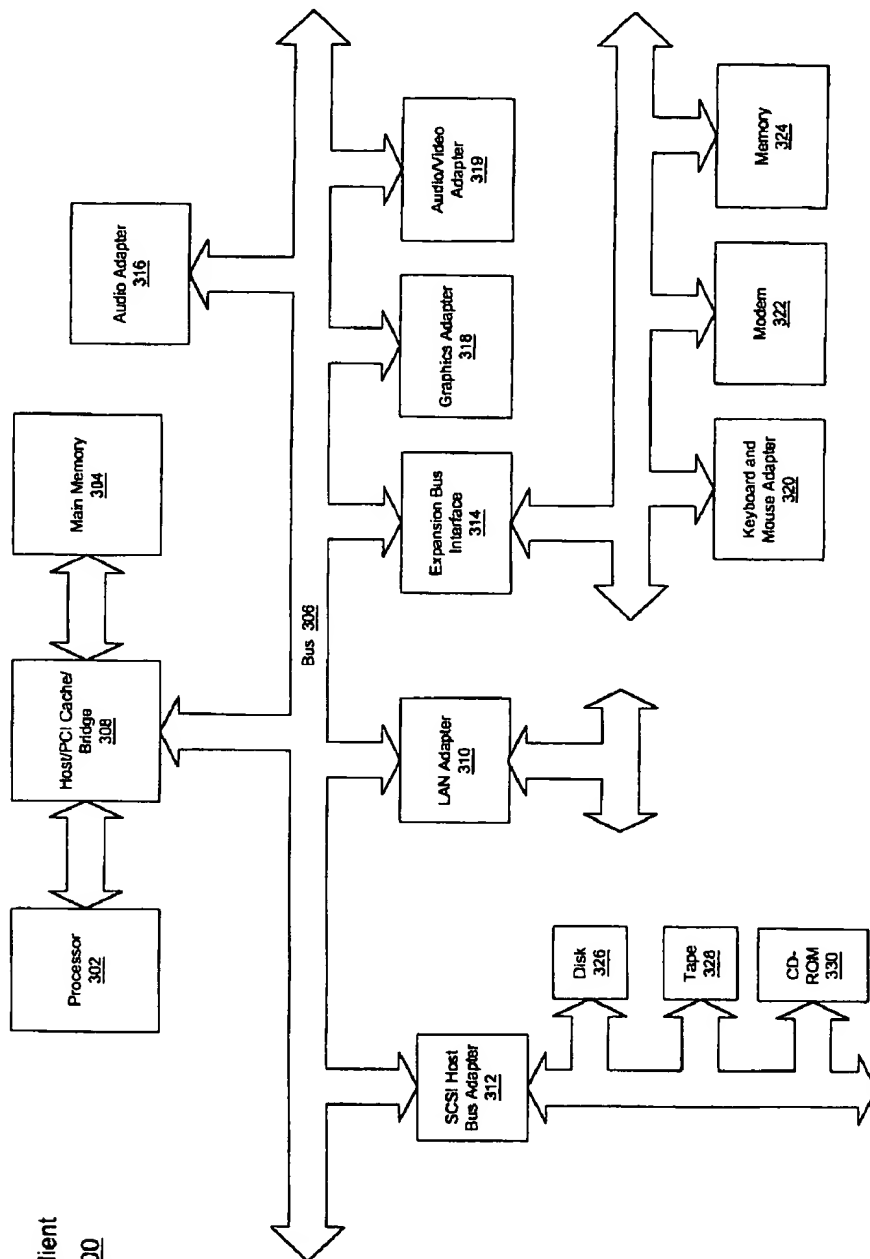 Processor
302
Host/PCI Cache/
Bridge
308
Main Memory
304
Audio Adapter
316
Bus 306
SCSI Host
Bus Adapter
312
LAN Adapter
310
Expansion Bus
Interface
314
Graphics Adapter
318
Audio/Video
Adapter
319
Disk
326
Tape
328
CD-
ROM
330
Keyboard and
Mouse Adapter
320
Modem
322
Memory
324